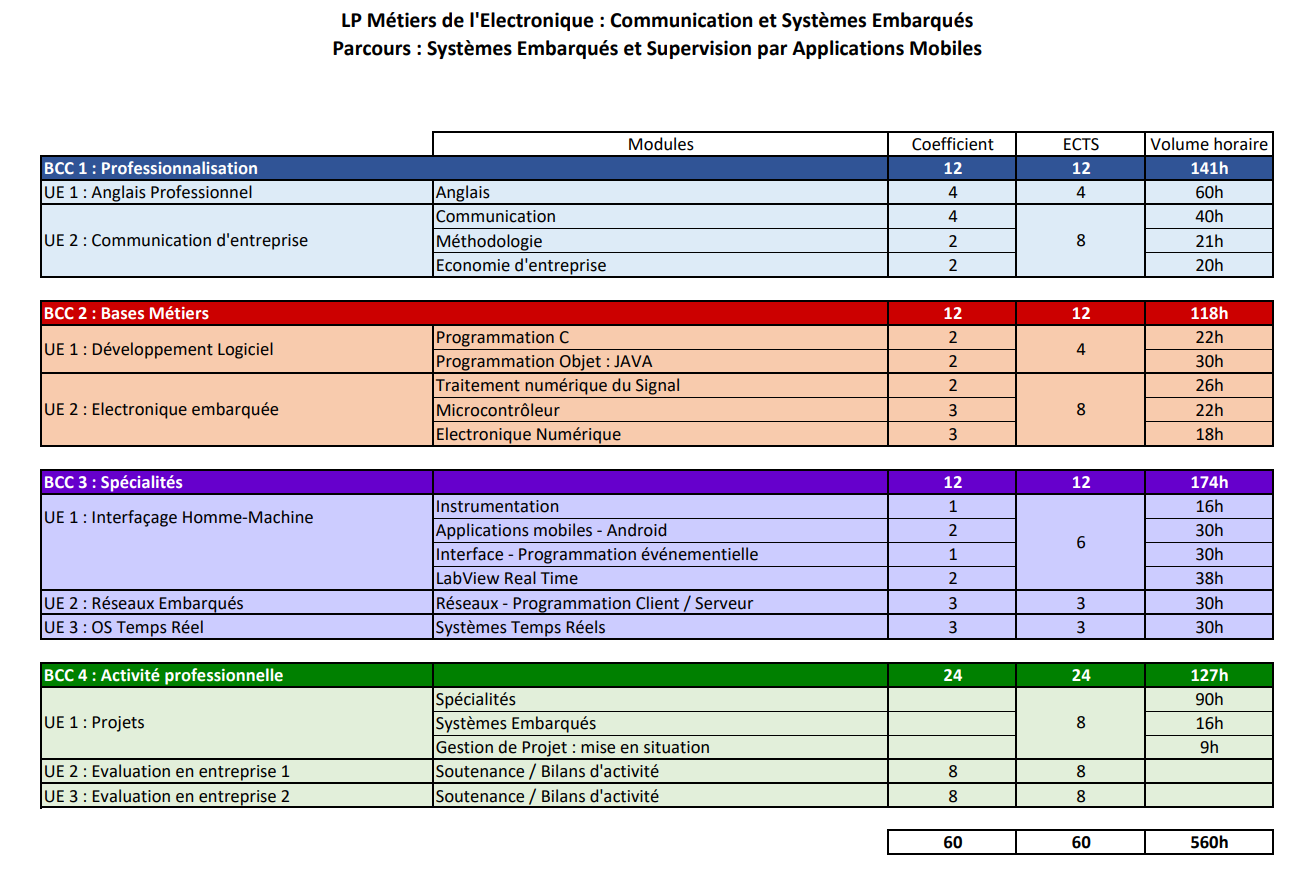 LP Métiers de l'Electronique : Communication et Systèmes Embarqués
Parcours : Systèmes Embarqués et Supervision par Applications Mobiles
Modules Coefficient ECTS Volume horaire
BCC 1 : Professionnalisation 12 12 141h
UE 1 : Anglais Professionnel Anglais 4 4 60h
UE 2 : Communication d'entreprise Communication 4 8 40h
Méthodologie 2 21h
Economie d'entreprise 2 20h
BCC 2 : Bases Métiers 12 12 118h
UE 1 : Développement Logiciel Programmation C 2 4 22h
Programmation Objet : JAVA 2 30h
UE 2 : Electronique embarquée Traitement numérique du Signal 2 8 26h
Microcontrôleur 3 22h
Electronique Numérique 3 18h
BCC 3 : Spécialités 12 12 174h
UE 1 : Interfaçage Homme-Machine Instrumentation 1 6 16h
Applications mobiles - Android 2 30h
Interface - Programmation événementielle 1 30h
LabView Real Time 2 38h
UE 2 : Réseaux Embarqués Réseaux - Programmation Client / Serveur 3 3 30h
UE 3 : OS Temps Réel Systèmes Temps Réels 3 3 30h
BCC 4 : Activité professionnelle 24 24 127h
UE 1 : Projets Spécialités 8 90h
Systèmes Embarqués 16h
Gestion de Projet : mise en situation 9h
UE 2 : Evaluation en entreprise 1 Soutenance / Bilans d'activité 8 8
UE 3 : Evaluation en entreprise 2 Soutenance / Bilans d'activité 8 8
60 60 560h